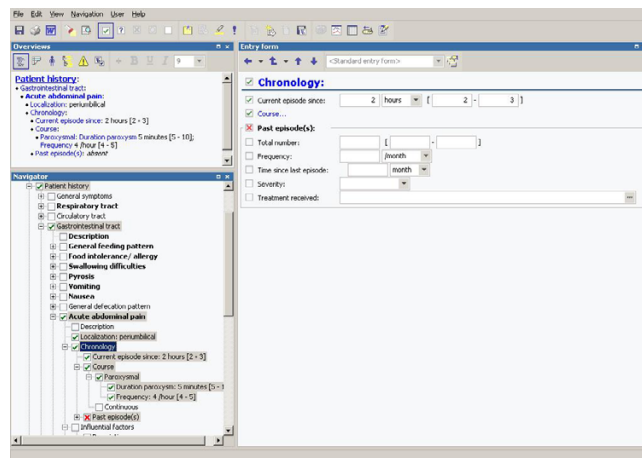 File Edit View Navigation User Help
Overviews
9
Patient history:
• Gastrointestinal tract:
• Acute abdominal pain:
• Localization: periumbilical
• Chronology:
• Current episode since: 2 hours [2 - 3]
• Course:
• Paroxysmal: Duration paroxysm 5 minutes [5 - 10];
Frequency 4 /hour [4 - 5]
• Past episode(s): absent
Navigator
Patient history
General symptoms
Respiratory tract
Circulatory tract
Gastrointestinal tract
Description
General feeding pattern
Food intolerance/ allergy
Swallowing difficulties
Pyrosis
Vomiting
Nausea
General defecation pattern
Acute abdominal pain
Description
Localization: periumbilical
Chronology
Current episode since: 2 hours [2 - 3]
Course
Paroxysmal
Duration paroxysm: 5 minutes [5 - 1
Frequency: 4 /hour [4 - 5]
Continuous
Past episode(s)
Influential factors
Entry form
<Standard entry form>
Chronology:
Current episode since: 2 hours [ 2 - 3 ]
Course...
Past episode(s):
Total number: [ - ]
Frequency: /month
Time since last episode: month
Severity:
Treatment received: ...